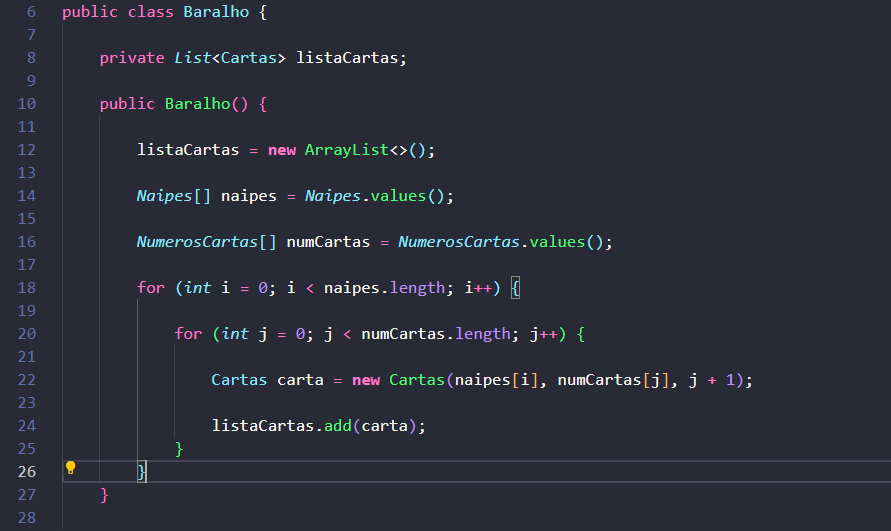 6 public class Baralho {
7
8 private List<Cartas> listaCartas;
9
10 public Baralho() {
11
12 listaCartas = new ArrayList<>();
13
14 Naipes[] naipes = Naipes.values();
15
16 NumerosCartas[] numCartas = NumerosCartas.values();
17
18 for (int i = 0; i < naipes.length; i++) {
19
20 for (int j = 0; j < numCartas.length; j++) {
21
22 Cartas carta = new Cartas(naipes[i], numCartas[j], j + 1);
23
24 listaCartas.add(carta);
25 }
26 }
27 }
28